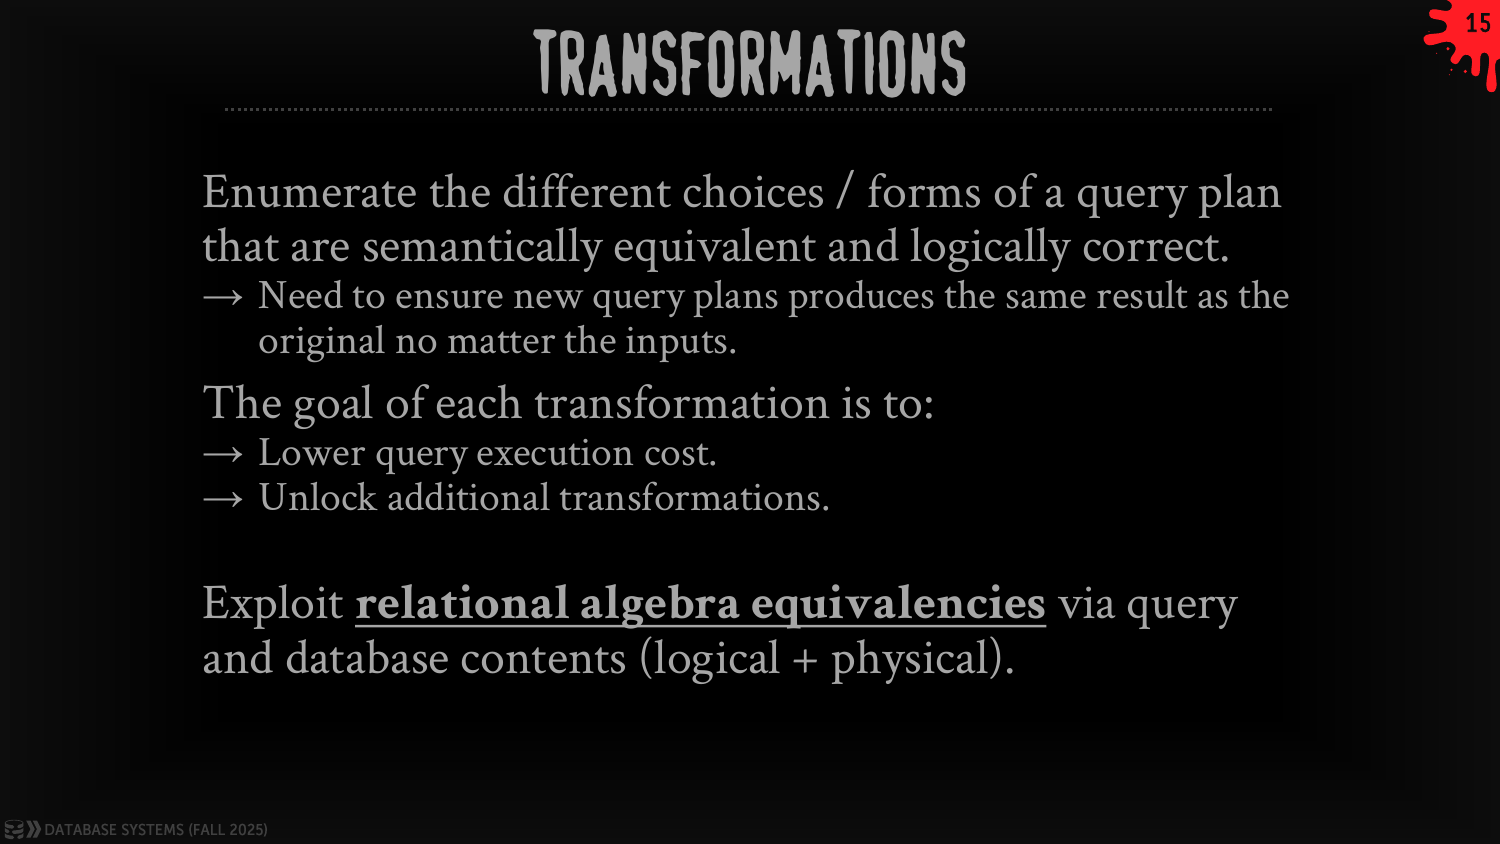 15
TRANSFORMATIONS
Enumerate the different choices / forms of a query plan
that are semantically equivalent and logically correct.
→ Need to ensure new query plans produces the same result as the
original no matter the inputs.
The goal of each transformation is to:
→ Lower query execution cost.
→ Unlock additional transformations.
Exploit relational algebra equivalencies via query
and database contents (logical + physical).
DATABASE SYSTEMS (FALL 2025)